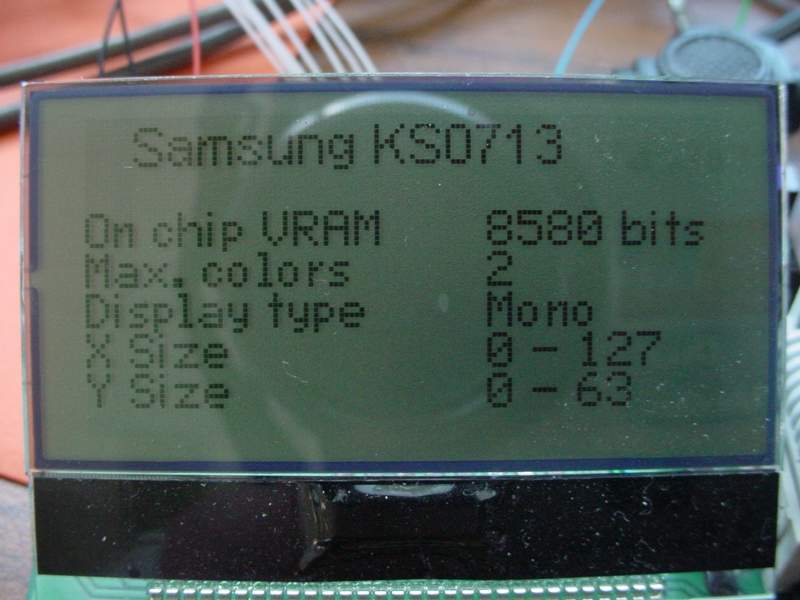 Samsung KS0713
On chip VRAM 8580 bits
Max. colors 2
Display type Mono
X Size 0 - 127
Y Size 0 - 63